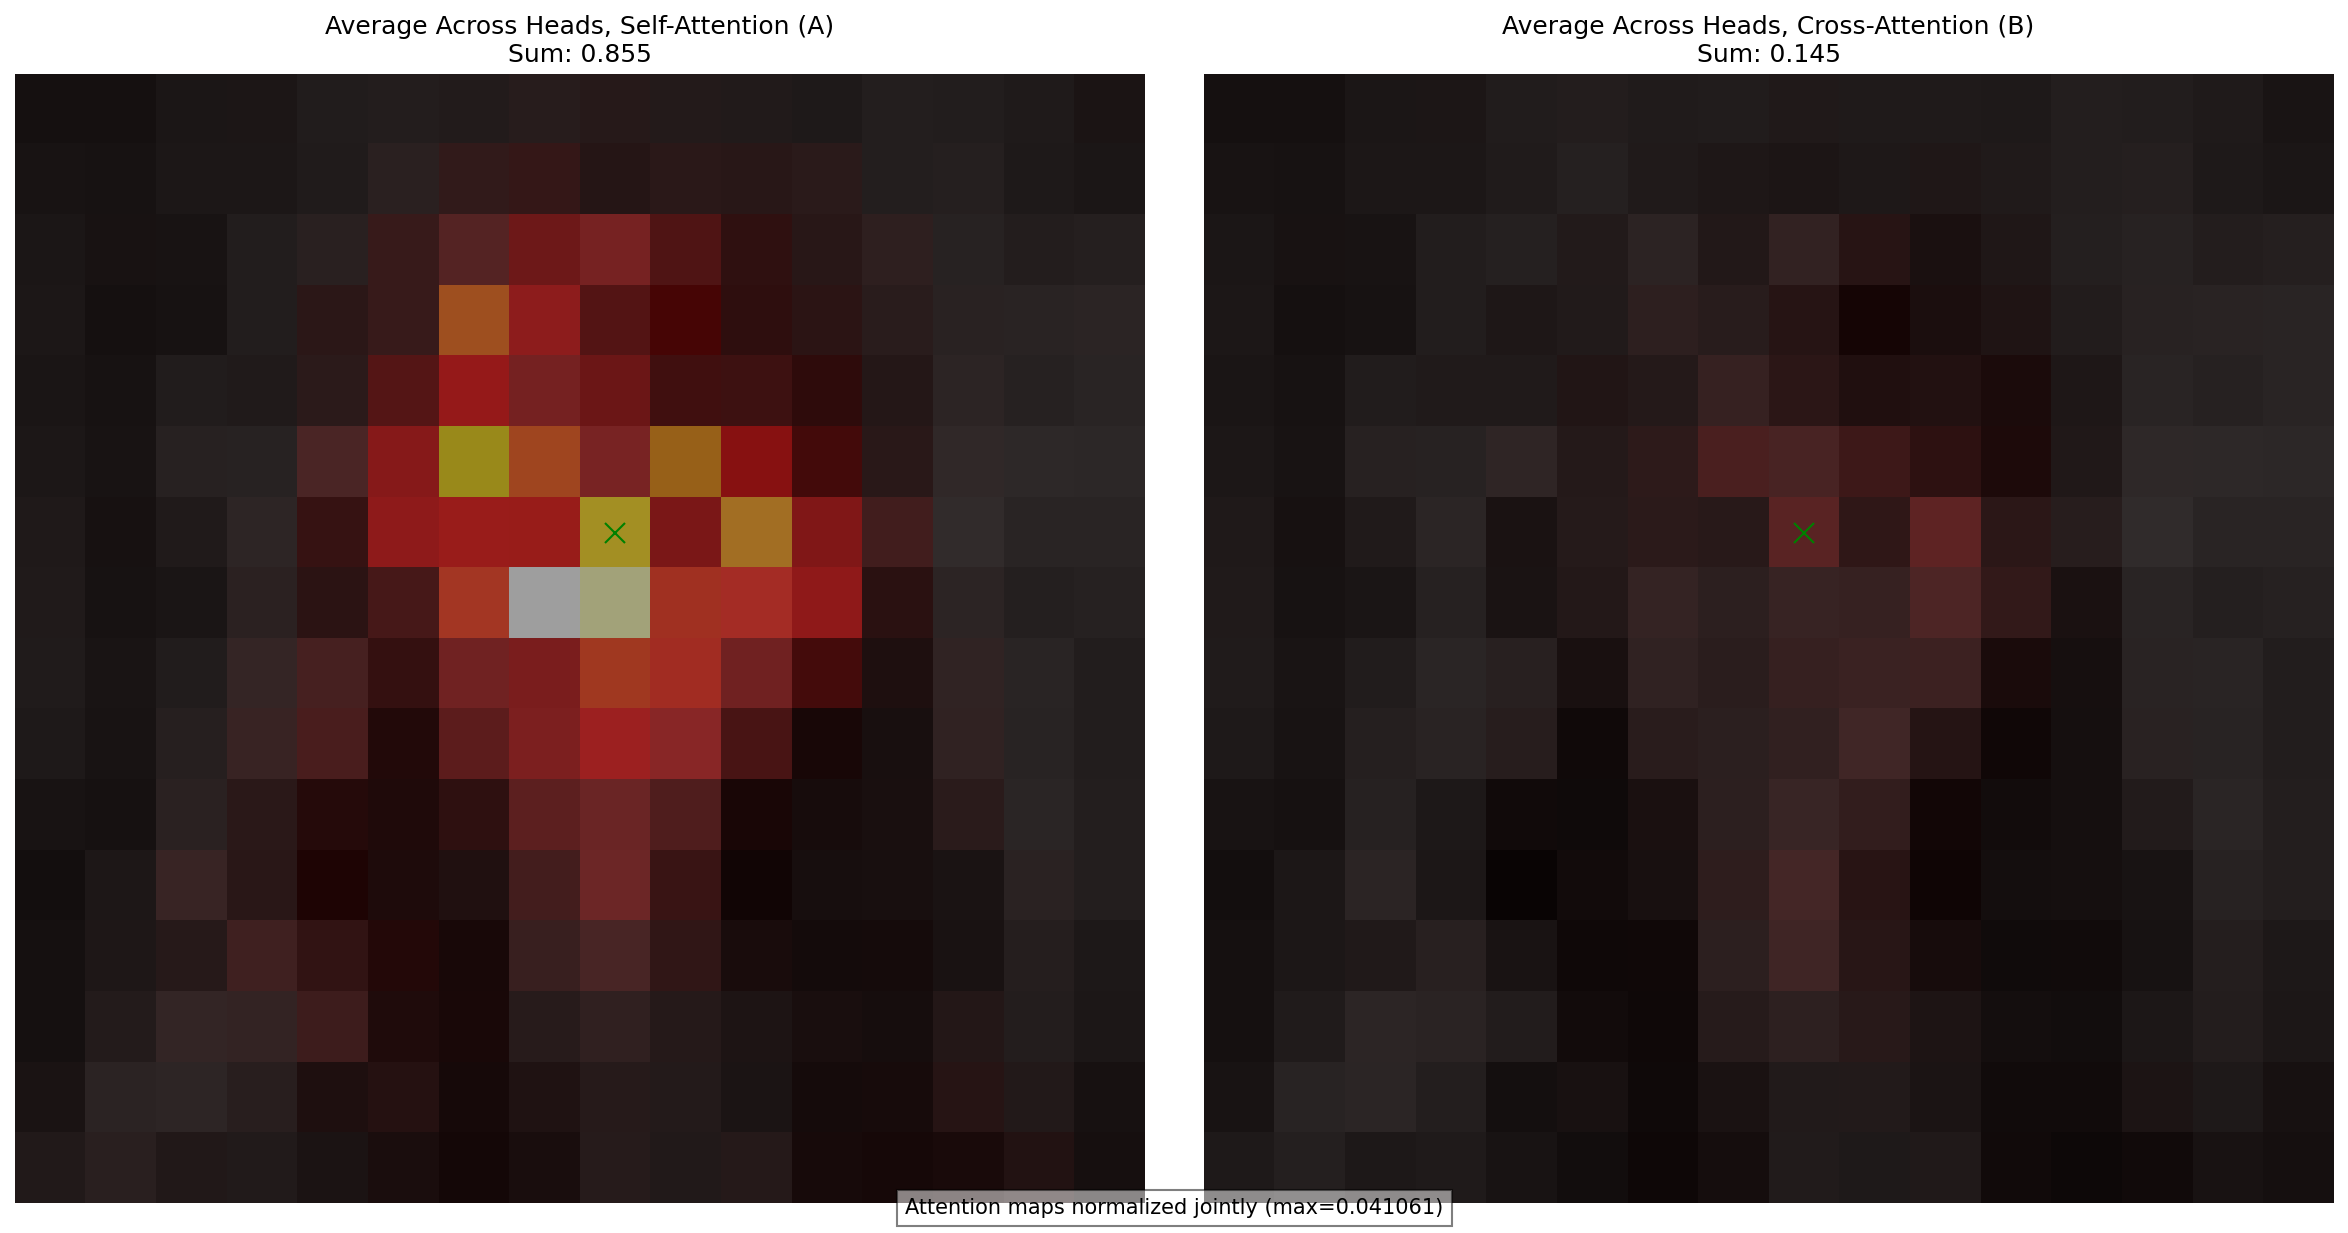 Average Across Heads, Self-Attention (A)
Sum: 0.855
Average Across Heads, Cross-Attention (B)
Sum: 0.145
Attention maps normalized jointly (max=0.041061)